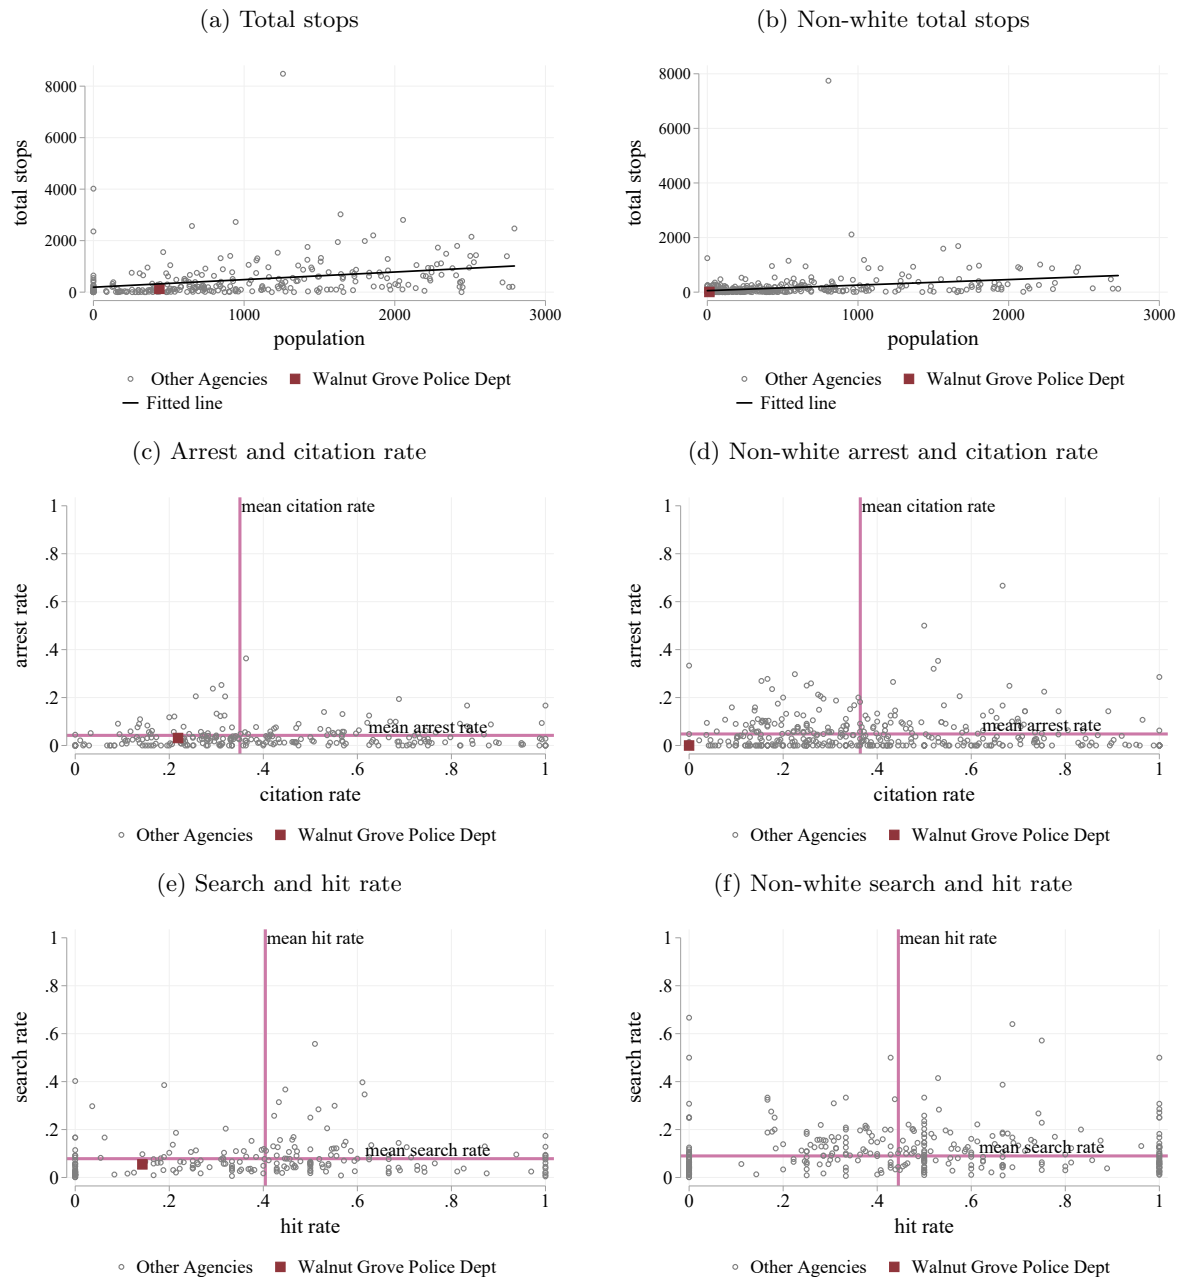 (a) Total stops
(b) Non-white total stops
total stops
8000
6000
4000
2000
0
0 1000 2000 3000
population
Other Agencies Walnut Grove Police Dept
Fitted line
total stops
8000
6000
4000
2000
0
0 1000 2000 3000
population
Other Agencies Walnut Grove Police Dept
Fitted line
(c) Arrest and citation rate
(d) Non-white arrest and citation rate
arrest rate
1
.8
.6
.4
.2
0
mean citation rate
mean arrest rate
0 .2 .4 .6 .8 1
citation rate
Other Agencies Walnut Grove Police Dept
arrest rate
1
.8
.6
.4
.2
0
mean citation rate
mean arrest rate
0 .2 .4 .6 .8 1
citation rate
Other Agencies Walnut Grove Police Dept
(e) Search and hit rate
(f) Non-white search and hit rate
search rate
1
.8
.6
.4
.2
0
mean hit rate
mean search rate
0 .2 .4 .6 .8 1
hit rate
Other Agencies Walnut Grove Police Dept
search rate
1
.8
.6
.4
.2
0
mean hit rate
mean search rate
0 .2 .4 .6 .8 1
hit rate
Other Agencies Walnut Grove Police Dept